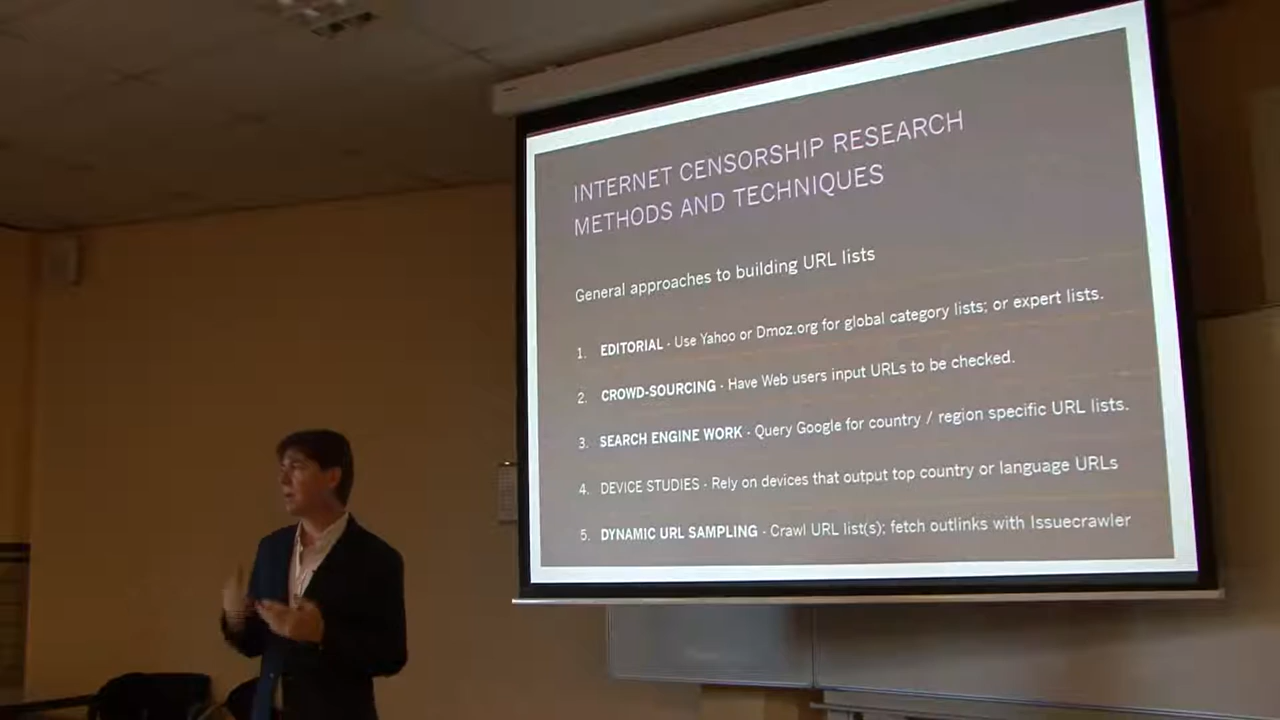 INTERNET CENSORSHIP RESEARCH
METHODS AND TECHNIQUES
General approaches to building URL lists
1. EDITORIAL - Use Yahoo or Dmoz.org for global category lists; or expert lists.
2. CROWD-SOURCING - Have Web users input URLs to be checked.
3. SEARCH ENGINE WORK - Query Google for country / region specific URL lists.
4. DEVICE STUDIES - Rely on devices that output top country or language URLs
5. DYNAMIC URL SAMPLING - Crawl URL list(s); fetch outlinks with Issuecrawler